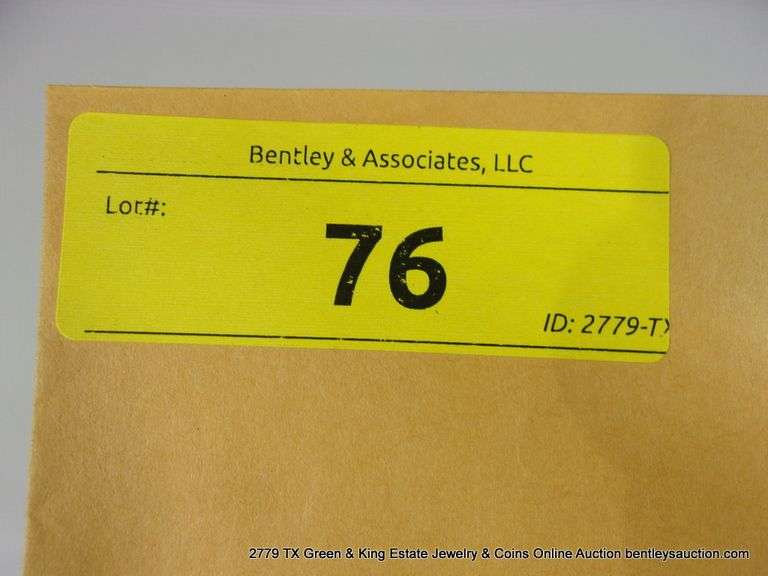 Bentley & Associates, LLC
Lot#:
76
ID: 2779-TX
2779 TX Green & King Estate Jewelry & Coins Online Auction bentleysauction.com